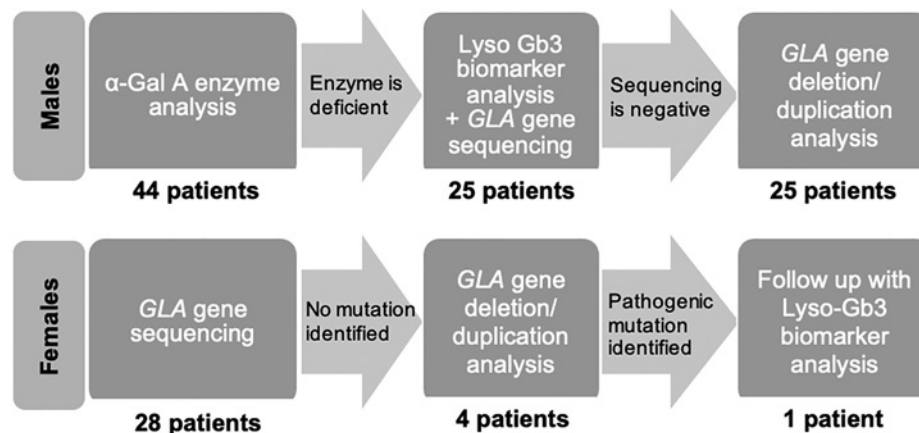 Males
α-Gal A enzyme
analysis
Enzyme is
deficient
Lyso Gb3
biomarker
analysis
+ GLA gene
sequencing
Sequencing
is negative
GLA gene
deletion/
duplication
analysis
44 patients
25 patients
25 patients
Females
GLA gene
sequencing
No mutation
identified
GLA gene
deletion/
duplication
analysis
Pathogenic
mutation
identified
Follow up with
Lyso-Gb3
biomarker
analysis
28 patients
4 patients
1 patient